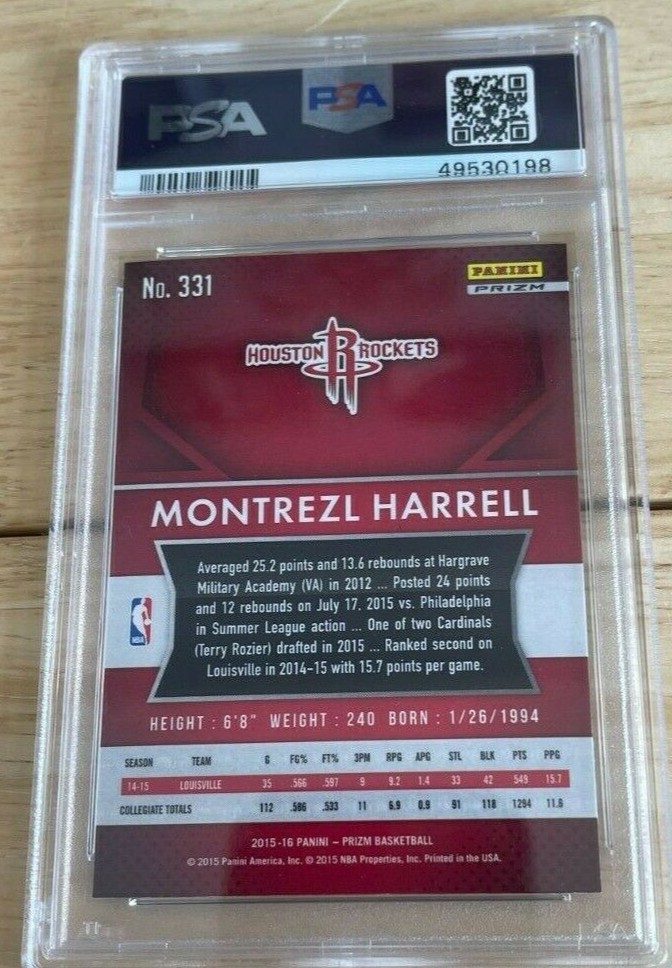 PSA PSA
49530198
No. 331 PANINI
PRIZM
HOUSTON R ROCKETS
MONTREZL HARRELL
Averaged 25.2 points and 13.6 rebounds at Hargrave
Military Academy (VA) in 2012 ... Posted 24 points
and 12 rebounds on July 17, 2015 vs. Philadelphia
in Summer League action ... One of two Cardinals
(Terry Rozier) drafted in 2015 ... Ranked second on
Louisville in 2014-15 with 15.7 points per game.
NBA
HEIGHT : 6'8" WEIGHT : 240 BORN : 1/26/1994
SEASON TEAM G FG% FT% 3PM RPG APG STL BLK PTS PPG
14-15 LOUISVILLE 35 .566 .597 9 9.2 1.4 33 42 549 15.7
COLLEGIATE TOTALS 112 .586 .533 11 6.9 0.9 91 118 1294 11.6
2015-16 PANINI – PRIZM BASKETBALL
© 2015 Panini America, Inc. © 2015 NBA Properties, Inc. Printed in the USA.